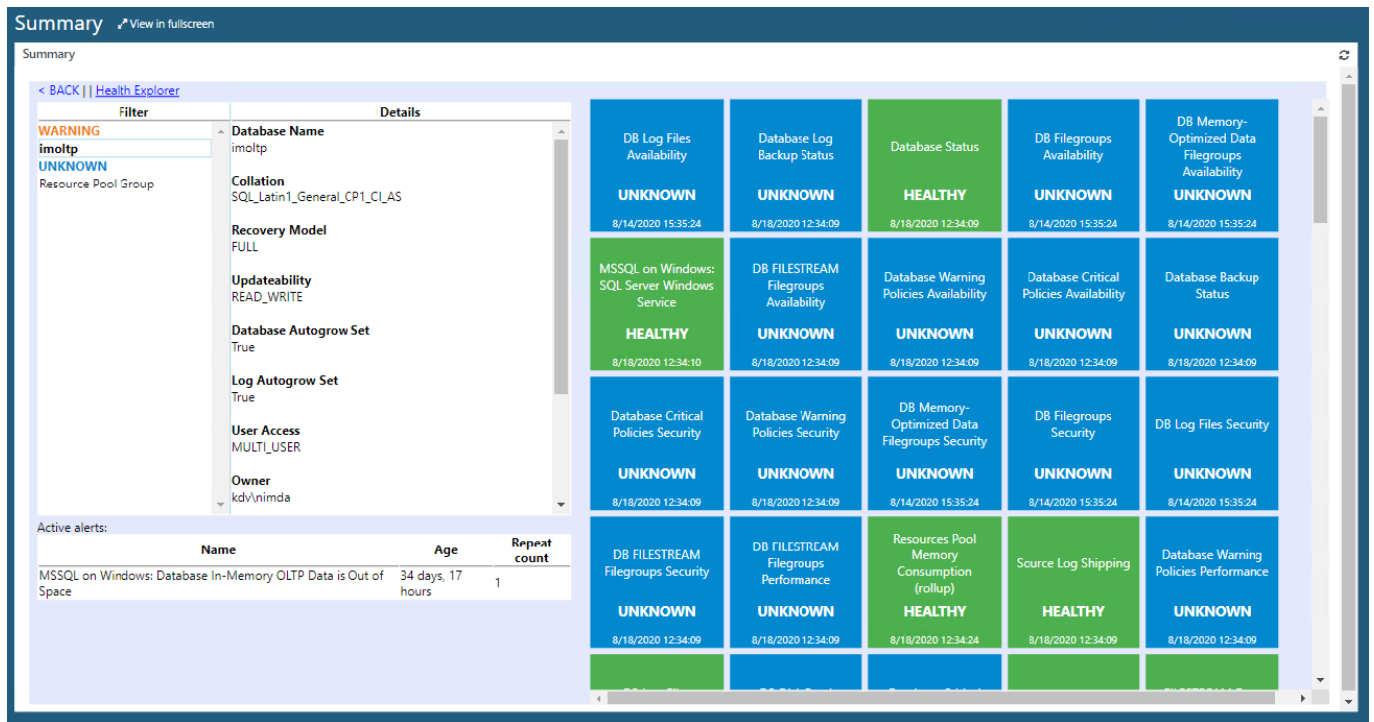 Summary View in fullscreen
Summary
< BACK | | Health Explorer
Filter
WARNING
imoltp
UNKNOWN
Resource Pool Group
Details
Database Name
imoltp
Collation
SQL_Latin1_General_CP1_CI_AS
Recovery Model
FULL
Updateability
READ_WRITE
Database Autogrow Set
True
Log Autogrow Set
True
User Access
MULTI_USER
Owner
kdv\nimda
Active alerts:
Name Age Repeat
count
MSSQL on Windows: Database In-Memory OLTP Data is Out of 34 days, 17 1
Space hours
DB Log Files
Availability
UNKNOWN
8/14/2020 15:35:24
Database Log
Backup Status
UNKNOWN
8/18/2020 12:34:09
Database Status
HEALTHY
8/18/2020 12:34:09
DB Filegroups
Availability
UNKNOWN
8/14/2020 15:35:24
DB Memory-
Optimized Data
Filegroups
Availability
UNKNOWN
8/14/2020 15:35:24
MSSQL on Windows:
SQL Server Windows
Service
HEALTHY
8/18/2020 12:34:10
DB FILESTREAM
Filegroups
Availability
UNKNOWN
8/18/2020 12:34:09
Database Warning
Policies Availability
UNKNOWN
8/18/2020 12:34:09
Database Critical
Policies Availability
UNKNOWN
8/18/2020 12:34:09
Database Backup
Status
UNKNOWN
8/18/2020 12:34:09
Database Critical
Policies Security
UNKNOWN
8/18/2020 12:34:09
Database Warning
Policies Security
UNKNOWN
8/18/2020 12:34:09
DB Memory-
Optimized Data
Filegroups Security
UNKNOWN
8/14/2020 15:35:24
DB Filegroups
Security
UNKNOWN
8/14/2020 15:35:24
DB Log Files Security
UNKNOWN
8/14/2020 15:35:24
DB FILESTREAM
Filegroups Security
UNKNOWN
8/18/2020 12:34:09
DB FILESTREAM
Filegroups
Performance
UNKNOWN
8/18/2020 12:34:09
Resources Pool
Memory
Consumption
(rollup)
HEALTHY
8/18/2020 12:34:24
Source Log Shipping
HEALTHY
8/18/2020 12:34:09
Database Warning
Policies Performance
UNKNOWN
8/18/2020 12:34:09